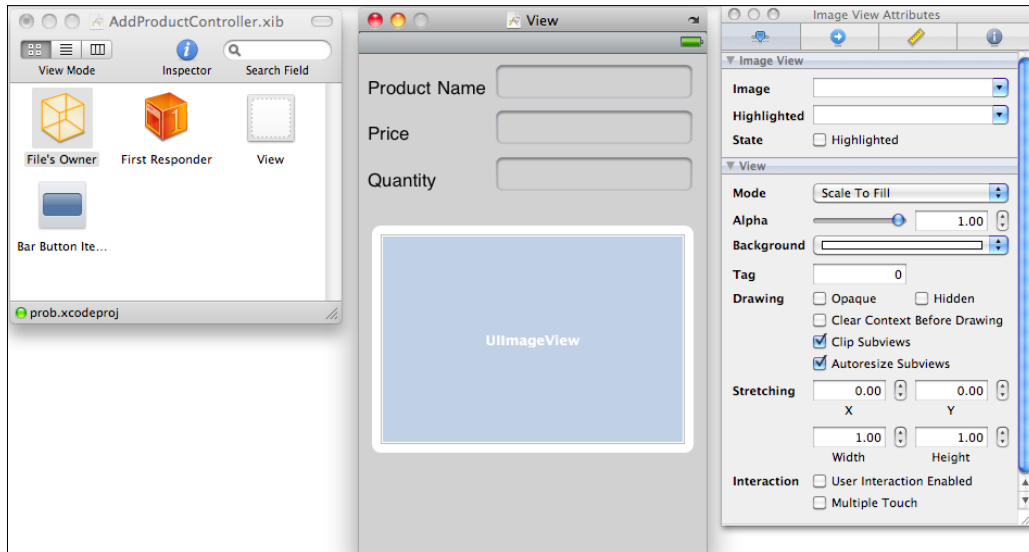 AddProductController.xib
View Mode
Inspector
Search Field
File's Owner
First Responder
View
Bar Button Ite...
prob.xcodeproj
View
Product Name
Price
Quantity
UIImageView
Image View Attributes
Image View
Image
Highlighted
State
Highlighted
View
Mode
Scale To Fill
Alpha
1.00
Background
Tag
0
Drawing
Opaque
Hidden
Clear Context Before Drawing
Clip Subviews
Autoresize Subviews
Stretching
0.00
0.00
X
Y
1.00
1.00
Width
Height
Interaction
User Interaction Enabled
Multiple Touch